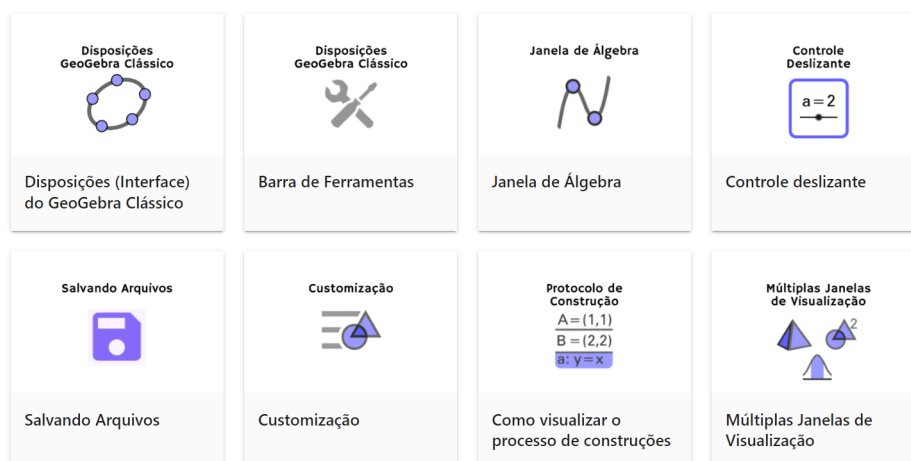 Disposições
GeoGebra Clássico
Disposições (Interface)
do GeoGebra Clássico
Disposições
GeoGebra Clássico
Barra de Ferramentas
Janela de Álgebra
Janela de Álgebra
Controle
Deslizante
a=2
Controle deslizante
Salvando Arquivos
Salvando Arquivos
Customização
Customização
Protocolo de
Construção
A=(1,1)
B=(2,2)
a: y=x
Como visualizar o
processo de construções
Múltiplas Janelas
de Visualização
2
Múltiplas Janelas de
Visualização